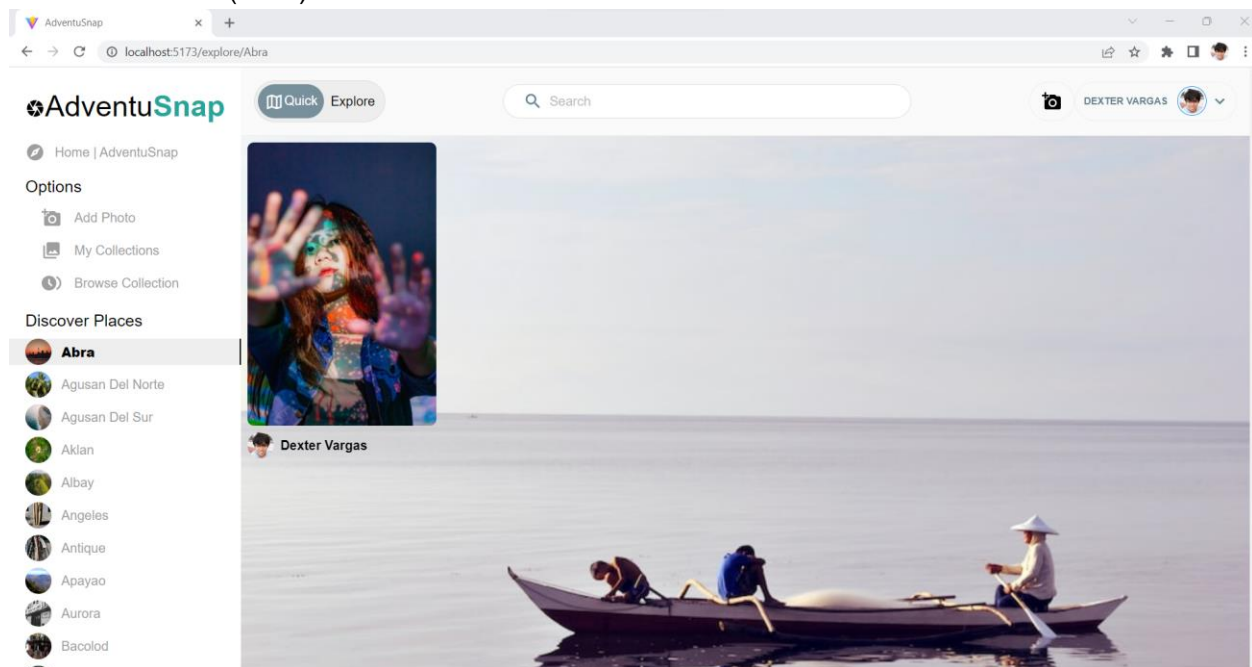 AdventuSnap
localhost:5173/explore/Abra
AdventuSnap
Quick Explore
Search
DEXTER VARGAS
Home | AdventuSnap
Options
Add Photo
My Collections
Browse Collection
Discover Places
Abra
Agusan Del Norte
Agusan Del Sur
Aklan
Dexter Vargas
Albay
Angeles
Antique
Apayao
Aurora
Bacolod